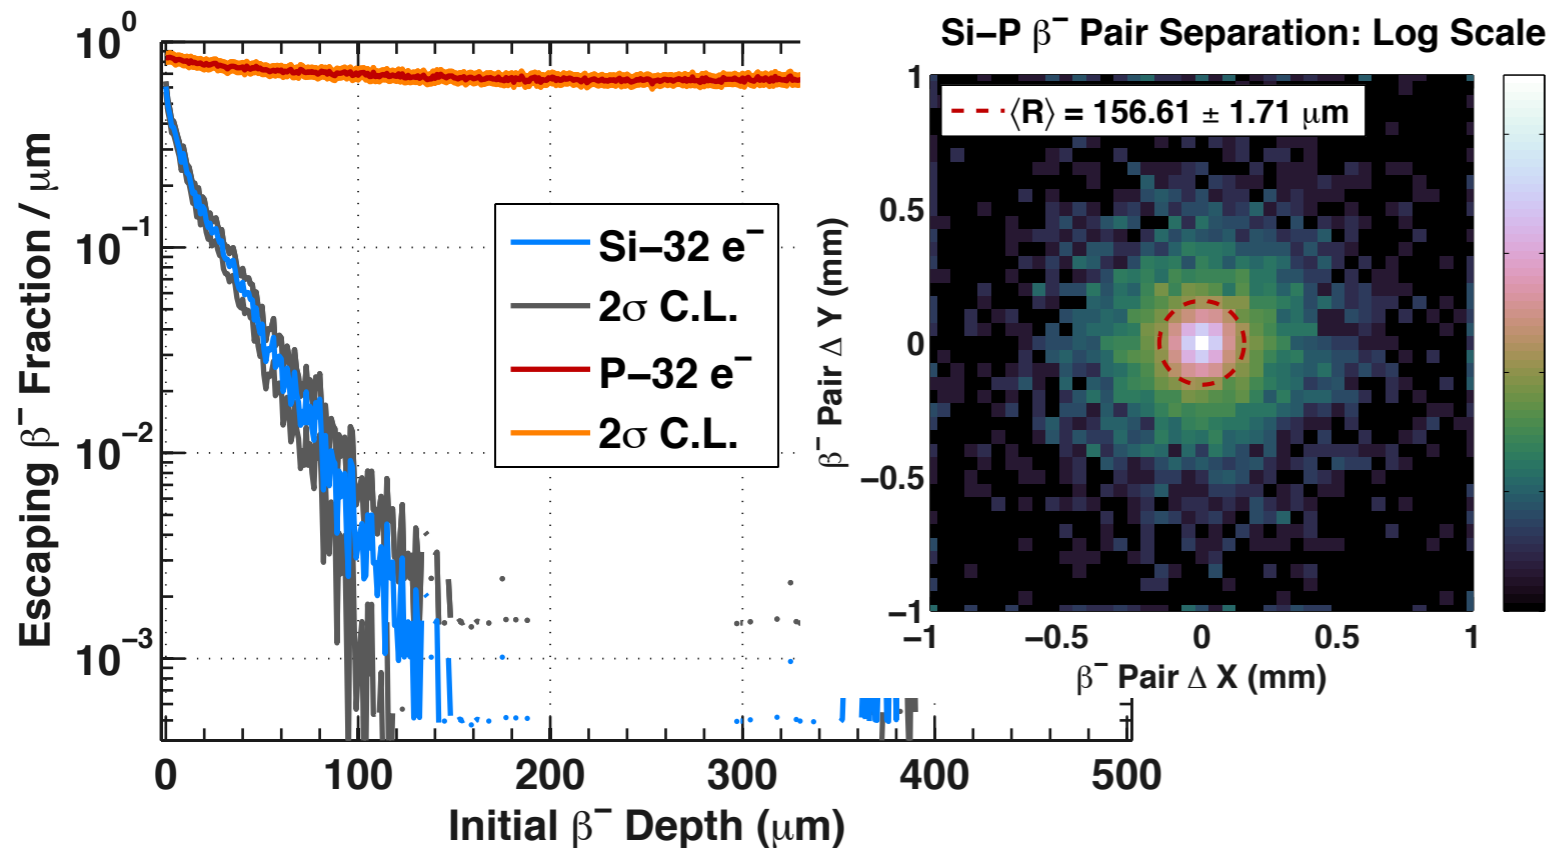 Si–P β⁻ Pair Separation: Log Scale
⟨R⟩ = 156.61 ± 1.71 μm
1
0.5
0
−0.5
−1
β⁻ Pair Δ Y (mm)
−1
−0.5
0
0.5
1
β⁻ Pair Δ X (mm)
10⁰
10⁻¹
10⁻²
10⁻³
Escaping β⁻ Fraction / μm
Si–32 e⁻
2σ C.L.
P–32 e⁻
2σ C.L.
0
100
200
300
400
500
Initial β⁻ Depth (μm)